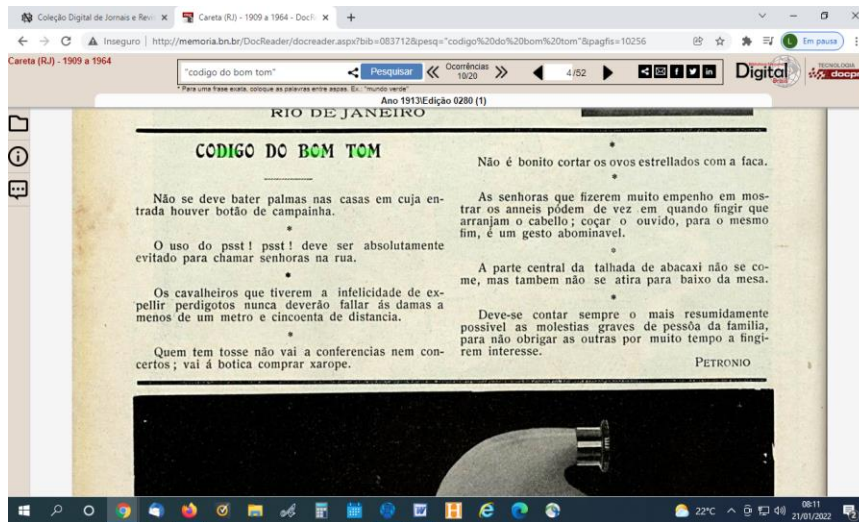 Coleção Digital de Jornais e Revi
Careta (RJ) - 1909 a 1964 - DocR
Inseguro
http://memoria.bn.br/DocReader/docreader.aspx?bib=083712&pesq="codigo%20do%20bom%20tom"&pagfis=10256
Em pausa
Careta (RJ) - 1909 a 1964
"codigo do bom tom"
Pesquisar
Ocorrências
10/20
4/52
Digital
TECNOLOGIA
* Para uma frase exata, coloque as palavras entre aspas. Ex.: "mundo verde"
Ano 1913\Edição 0280 (1)
RIO DE JANEIRO
CODIGO DO BOM TOM
Não se deve bater palmas nas casas em cuja en-
trada houver botão de campainha.
*
O uso do psst! psst! deve ser absolutamente
evitado para chamar senhoras na rua.
*
Os cavalheiros que tiverem a infelicidade de ex-
pellir perdigotos nunca deverão fallar ás damas a
menos de um metro e cincoenta de distancia.
*
Quem tem tosse não vai a conferencias nem con-
certos; vai á botica comprar xarope.
*
Não é bonito cortar os ovos estrellados com a faca.
*
As senhoras que fizerem muito empenho em mos-
trar os anneis pódem de vez em quando fingir que
arranjam o cabello; coçar o ouvido, para o mesmo
fim, é um gesto abominavel.
*
A parte central da talhada de abacaxi não se co-
me, mas tambem não se atira para baixo da mesa.
*
Deve-se contar sempre o mais resumidamente
possivel as molestias graves de pessôa da familia,
para não obrigar as outras por muito tempo a fingi-
rem interesse.
PETRONIO
22°C
08:11
21/01/2022